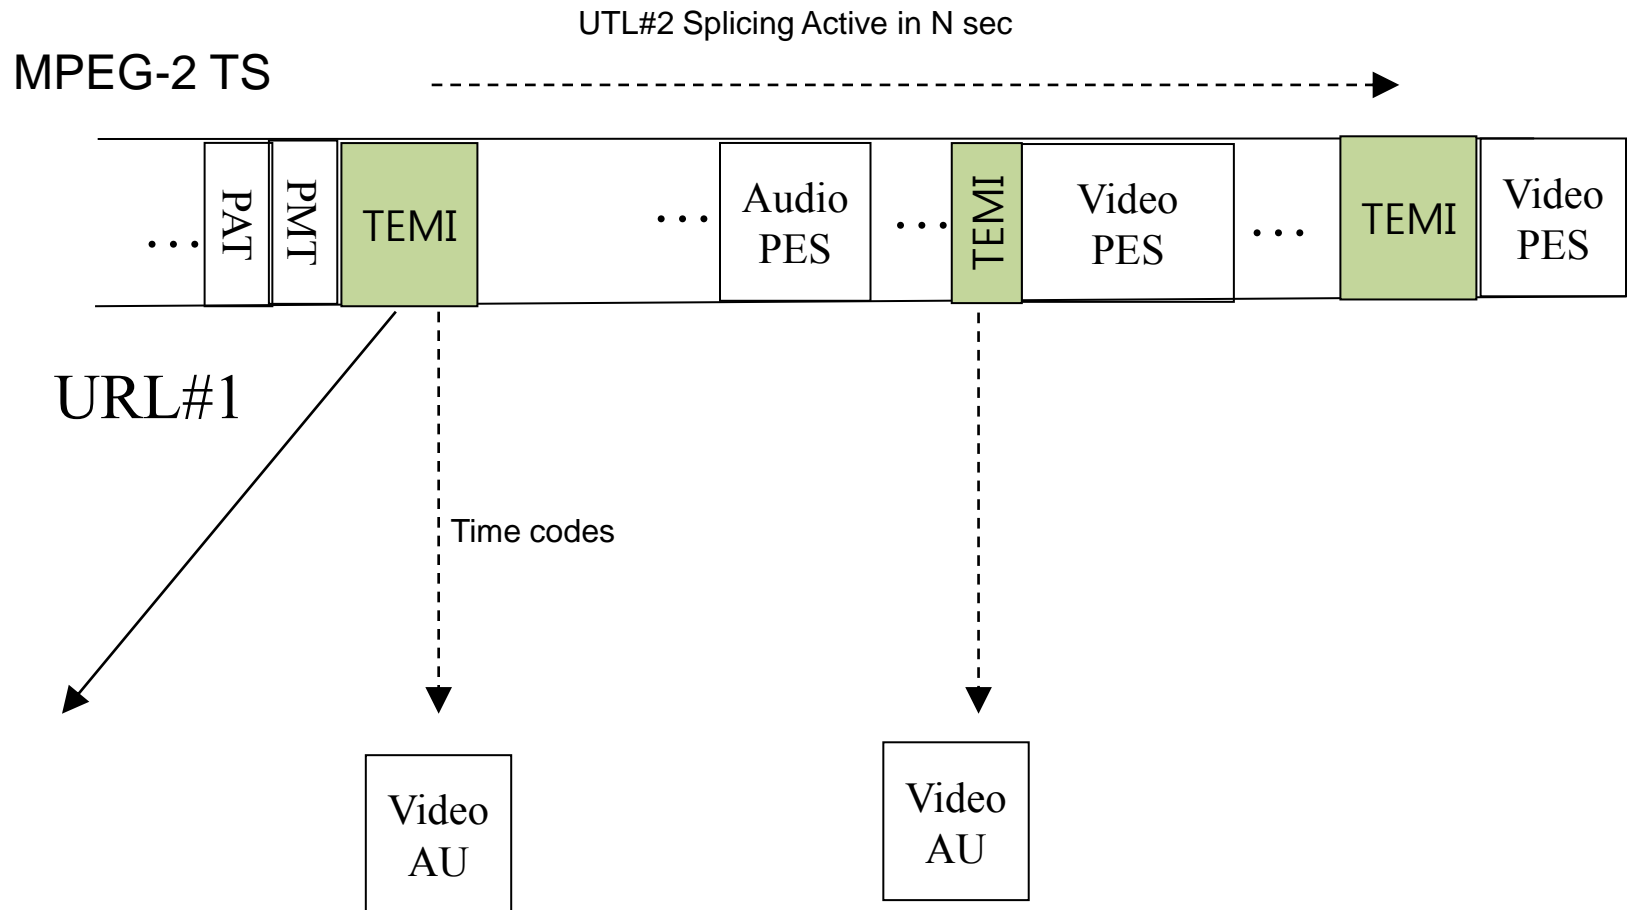 UTL#2 Splicing Active in N sec
MPEG-2 TS
...
PAT
PMT
TEMI
...
Audio
PES
...
TEMI
Video
PES
...
TEMI
Video
PES
URL#1
Time codes
Video
AU
Video
AU